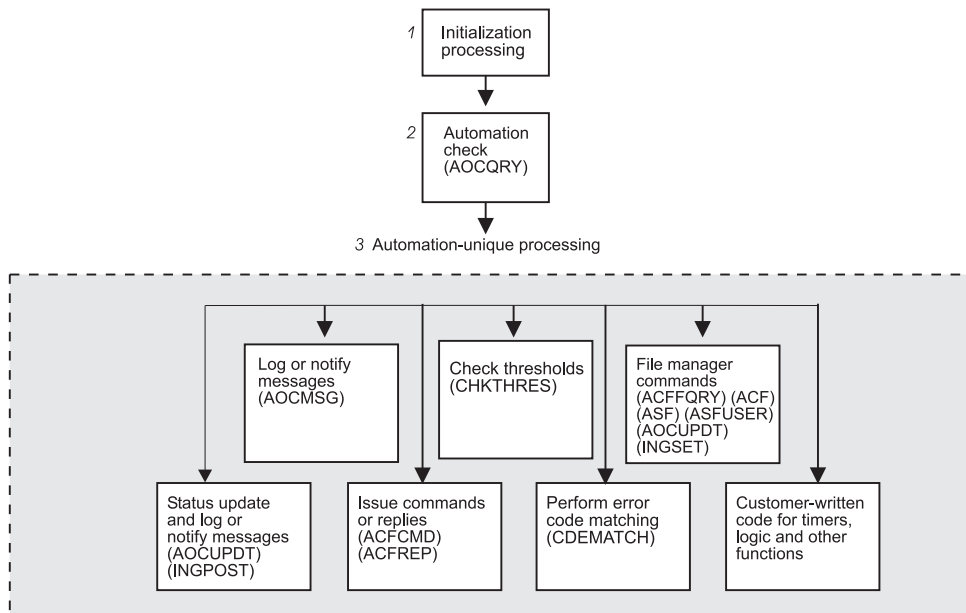 1
Initialization
processing
2
Automation
check
(AOCQRY)
3 Automation-unique processing
Log or notify
messages
(AOCMSG)
Check thresholds
(CHKTHRES)
File manager
commands
(ACFFQRY) (ACF)
(ASF) (ASFUSER)
(AOCUPDT)
(INGSET)
Status update
and log or
notify messages
(AOCUPDT)
(INGPOST)
Issue commands
or replies
(ACFCMD)
(ACFREP)
Perform error
code matching
(CDEMATCH)
Customer-written
code for timers,
logic and other
functions